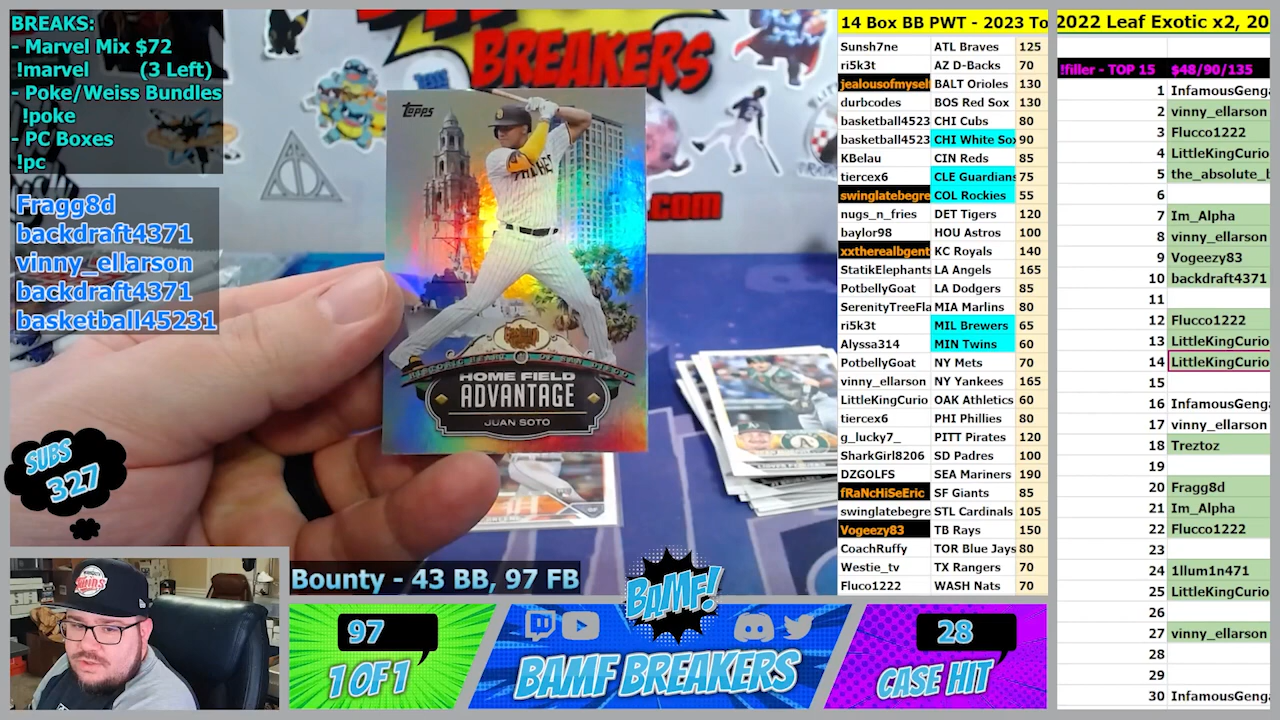 BREAKS:
- Marvel Mix $72
!marvel (3 Left)
- Poke/Weiss Bundles
!poke
- PC Boxes
!pc
Fragg8d
backdraft4371
vinny_ellarson
backdraft4371
basketball45231
SUBS
327
BREAKERS
.com
Topps
HOME FIELD
ADVANTAGE
JUAN SOTO
Bounty - 43 BB, 97 FB
BAMF!
97
1 OF 1
BAMF BREAKERS
28
CASE HIT
14 Box BB PWT - 2023 To
Sunsh7ne ATL Braves 125
ri5k3t AZ D-Backs 70
jealousofmyself BALT Orioles 130
durbcodes BOS Red Sox 130
basketball4523 CHI Cubs 80
basketball4523 CHI White Sox 90
KBelau CIN Reds 85
tiercex6 CLE Guardians 75
swinglatebegre COL Rockies 55
nugs_n_fries DET Tigers 120
baylor98 HOU Astros 100
xxtherealbgent KC Royals 140
StatikElephants LA Angels 165
PotbellyGoat LA Dodgers 85
SerenityTreeFla MIA Marlins 80
ri5k3t MIL Brewers 65
Alyssa314 MIN Twins 60
PotbellyGoat NY Mets 70
vinny_ellarson NY Yankees 165
LittleKingCurio OAK Athletics 60
tiercex6 PHI Phillies 80
g_lucky7_ PITT Pirates 120
SharkGirl8206 SD Padres 100
DZGOLFS SEA Mariners 190
fRaNcHiSeEric SF Giants 85
swinglatebegre STL Cardinals 105
Vogeezy83 TB Rays 150
CoachRuffy TOR Blue Jays 80
Westie_tv TX Rangers 70
Fluco1222 WASH Nats 70
2022 Leaf Exotic x2, 20
!filler - TOP 15 $48/90/135
1 InfamousGenga
2 vinny_ellarson
3 Flucco1222
4 LittleKingCurio
5 the_absolute_b
6
7 Im_Alpha
8 vinny_ellarson
9 Vogeezy83
10 backdraft4371
11
12 Flucco1222
13 LittleKingCurio
14 LittleKingCurio
15
16 InfamousGenga
17 vinny_ellarson
18 Treztoz
19
20 Fragg8d
21 Im_Alpha
22 Flucco1222
23
24 1llum1n471
25 LittleKingCurio
26
27 vinny_ellarson
28
29
30 InfamousGenga